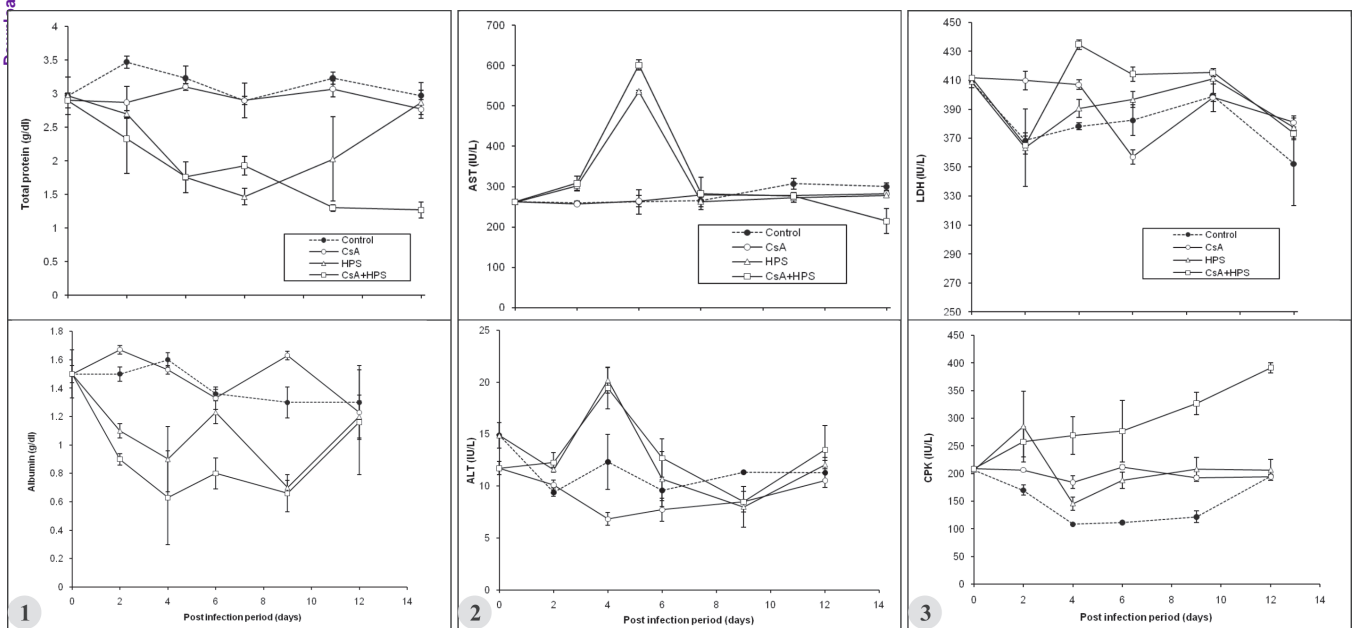 Total protein (g/dl)
4
3.5
3
2.5
2
1.5
1
0.5
0
Control
CsA
HPS
CsA+HPS
AST (IU/L)
700
600
500
400
300
200
100
0
Control
CsA
HPS
CsA+HPS
LDH (IU/L)
450
430
410
390
370
350
330
310
290
270
250
Control
CsA
HPS
CsA+HPS
Albumin (g/dl)
1.8
1.6
1.4
1.2
1
0.8
0.6
0.4
0.2
0
0 2 4 6 8 10 12 14
Post infection period (days)
1
ALT (IU/L)
25
20
15
10
5
0
0 2 4 6 8 10 12 14
Post infection period (days)
2
CPK (IU/L)
450
400
350
300
250
200
150
100
50
0
0 2 4 6 8 10 12 14
Post infection period (days)
3